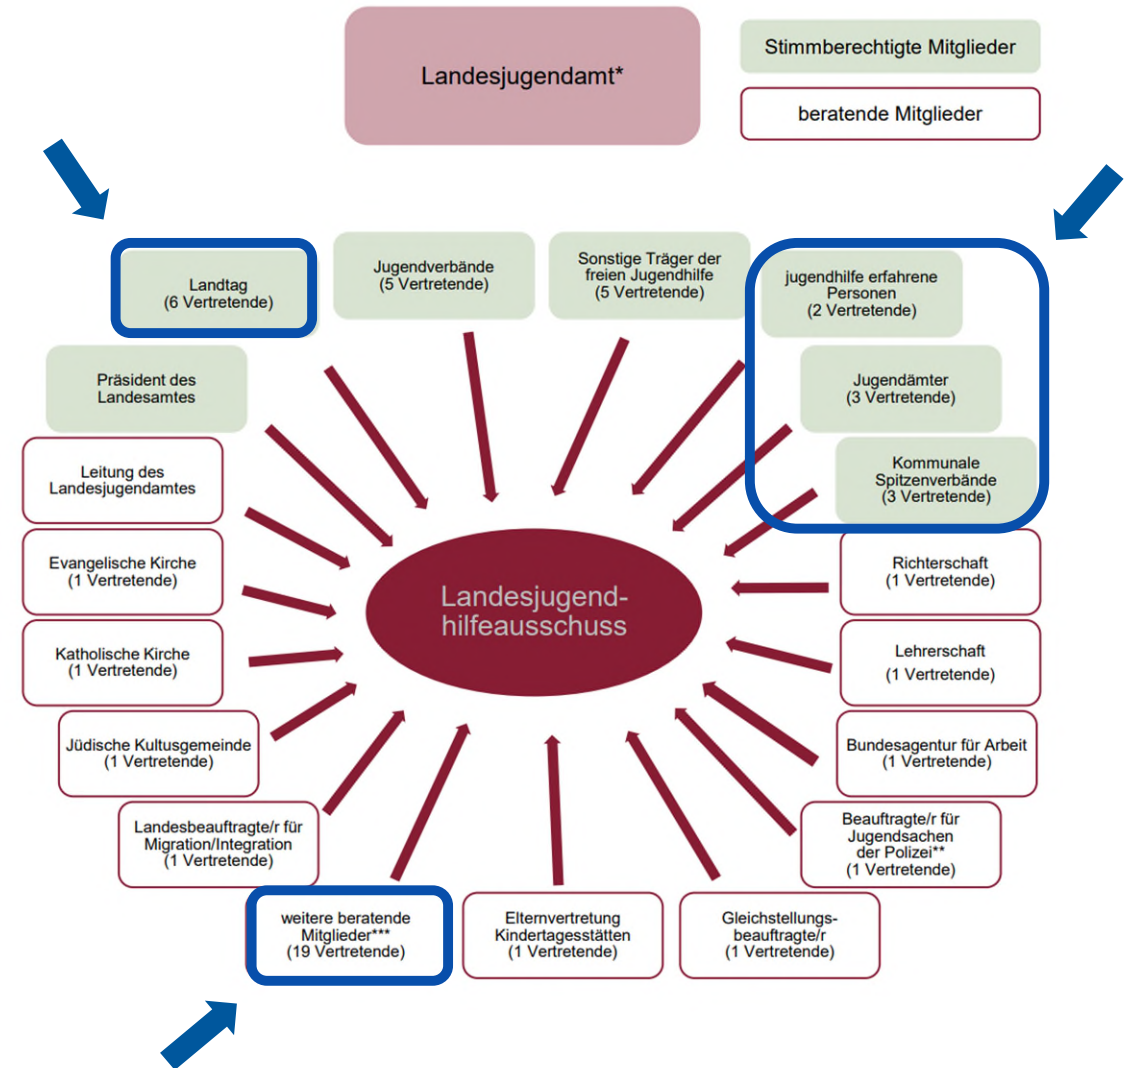 Landesjugendamt*
Stimmberechtigte Mitglieder
beratende Mitglieder
Landtag
(6 Vertretende)
Jugendverbände
(5 Vertretende)
Sonstige Träger der
freien Jugendhilfe
(5 Vertretende)
jugendhilfe erfahrene
Personen
(2 Vertretende)
Präsident des
Landesamtes
Jugendämter
(3 Vertretende)
Leitung des
Landesjugendamtes
Kommunale
Spitzenverbände
(3 Vertretende)
Evangelische Kirche
(1 Vertretende)
Landesjugend-
hilfeausschuss
Richterschaft
(1 Vertretende)
Katholische Kirche
(1 Vertretende)
Lehrerschaft
(1 Vertretende)
Jüdische Kultusgemeinde
(1 Vertretende)
Bundesagentur für Arbeit
(1 Vertretende)
Landesbeauftragte/r für
Migration/Integration
(1 Vertretende)
Beauftragte/r für
Jugendsachen
der Polizei**
(1 Vertretende)
weitere beratende
Mitglieder***
(19 Vertretende)
Elternvertretung
Kindertagesstätten
(1 Vertretende)
Gleichstellungs-
beauftragte/r
(1 Vertretende)